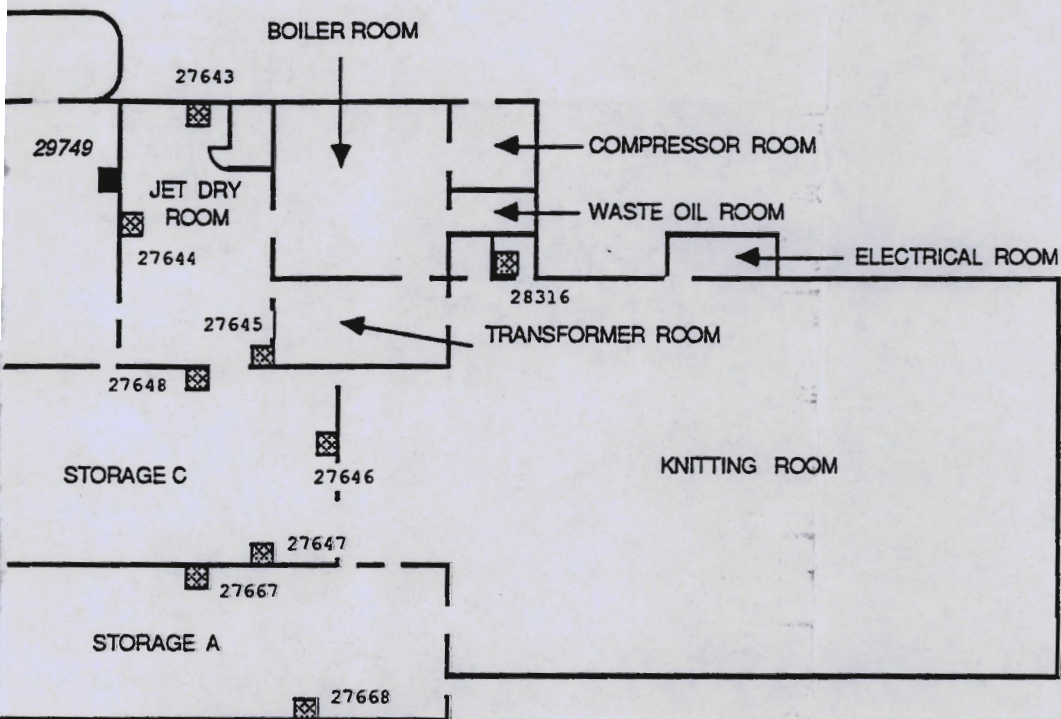 BOILER ROOM
27643
29749
COMPRESSOR ROOM
JET DRY
ROOM
WASTE OIL ROOM
27644
ELECTRICAL ROOM
28316
27645
TRANSFORMER ROOM
27648
KNITTING ROOM
STORAGE C
27646
27647
27667
STORAGE A
27668